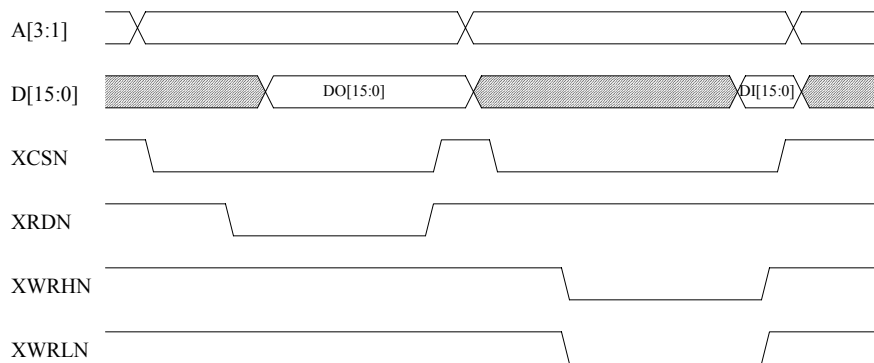 A[3:1]
D[15:0] DO[15:0] DI[15:0]
XCSN
XRDN
XWRHN
XWRLN